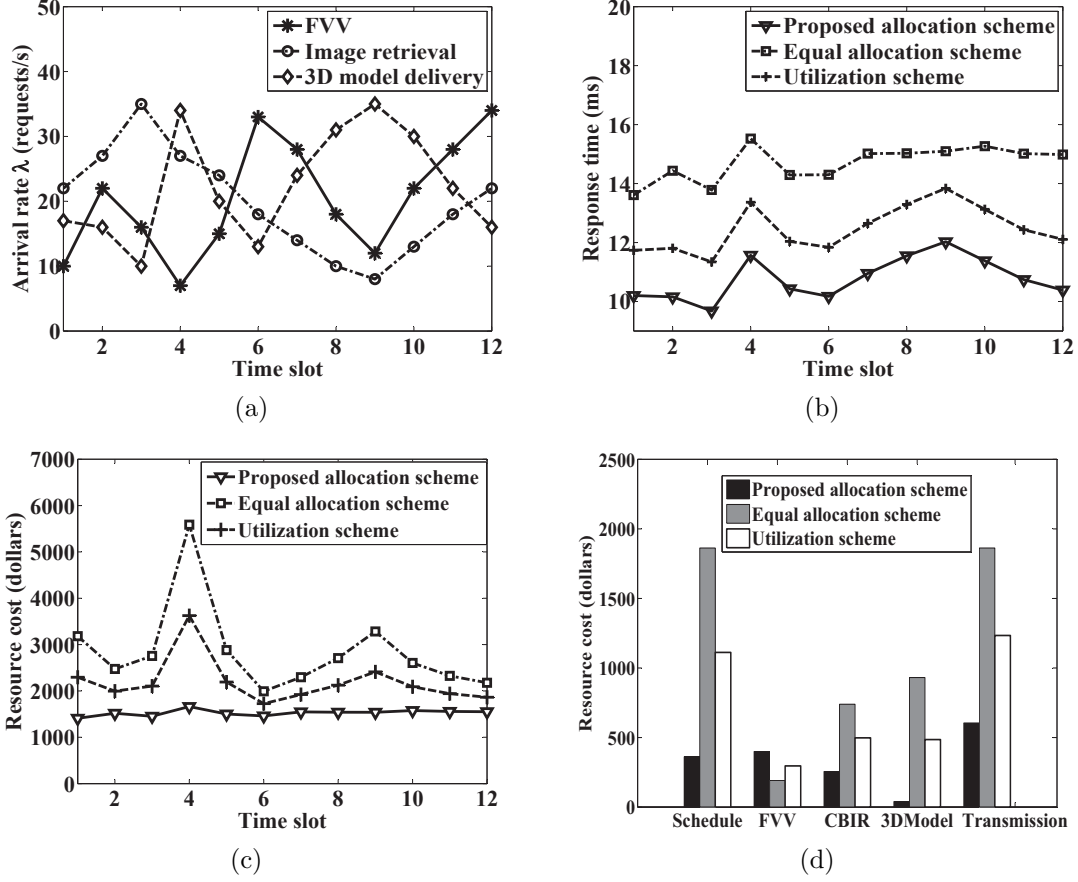 50
40
30
20
10
0
Arrival rate λ (requests/s)
FVV
Image retrieval
3D model delivery
2 4 6 8 10 12
Time slot
(a)
20
18
16
14
12
10
Response time (ms)
Proposed allocation scheme
Equal allocation scheme
Utilization scheme
2 4 6 8 10 12
Time slot
(b)
7000
6000
5000
4000
3000
2000
1000
0
Resource cost (dollars)
Proposed allocation scheme
Equal allocation scheme
Utilization scheme
2 4 6 8 10 12
Time slot
(c)
2500
2000
1500
1000
500
0
Resource cost (dollars)
Proposed allocation scheme
Equal allocation scheme
Utilization scheme
Schedule FVV CBIR 3DModel Transmission
(d)